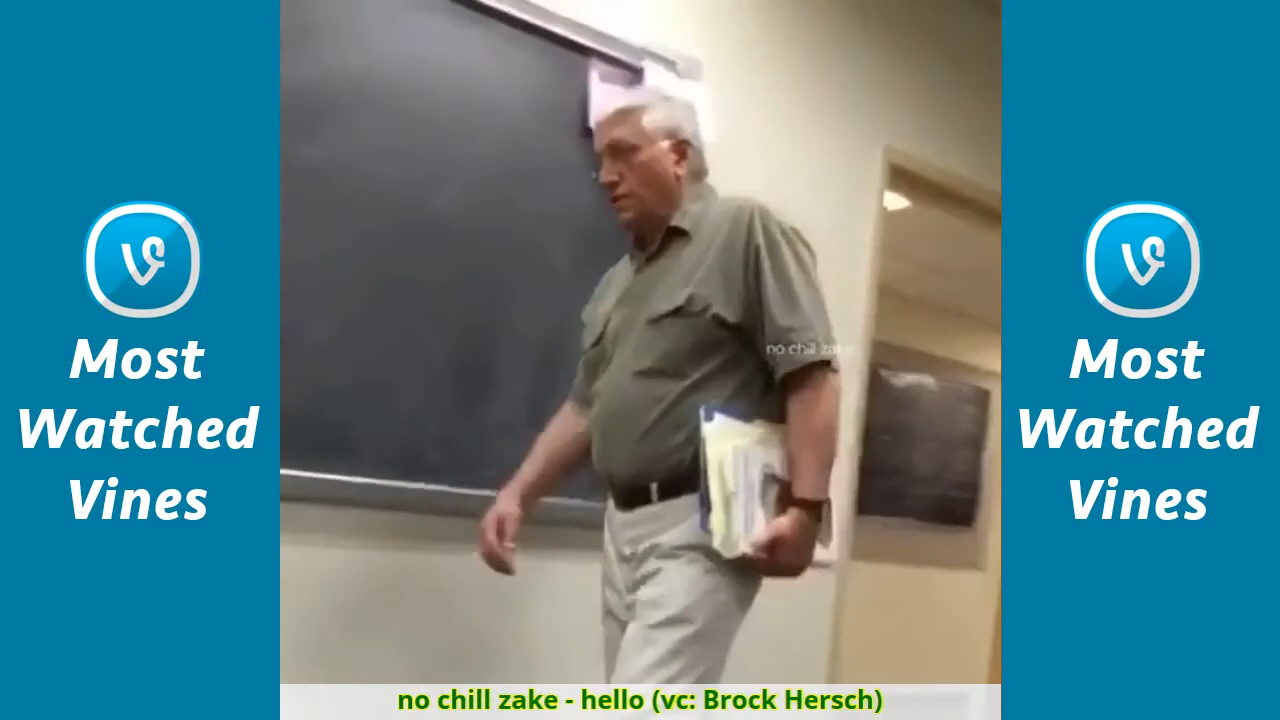 Most
Watched
Vines
no chill zake
Most
Watched
Vines
no chill zake - hello (vc: Brock Hersch)